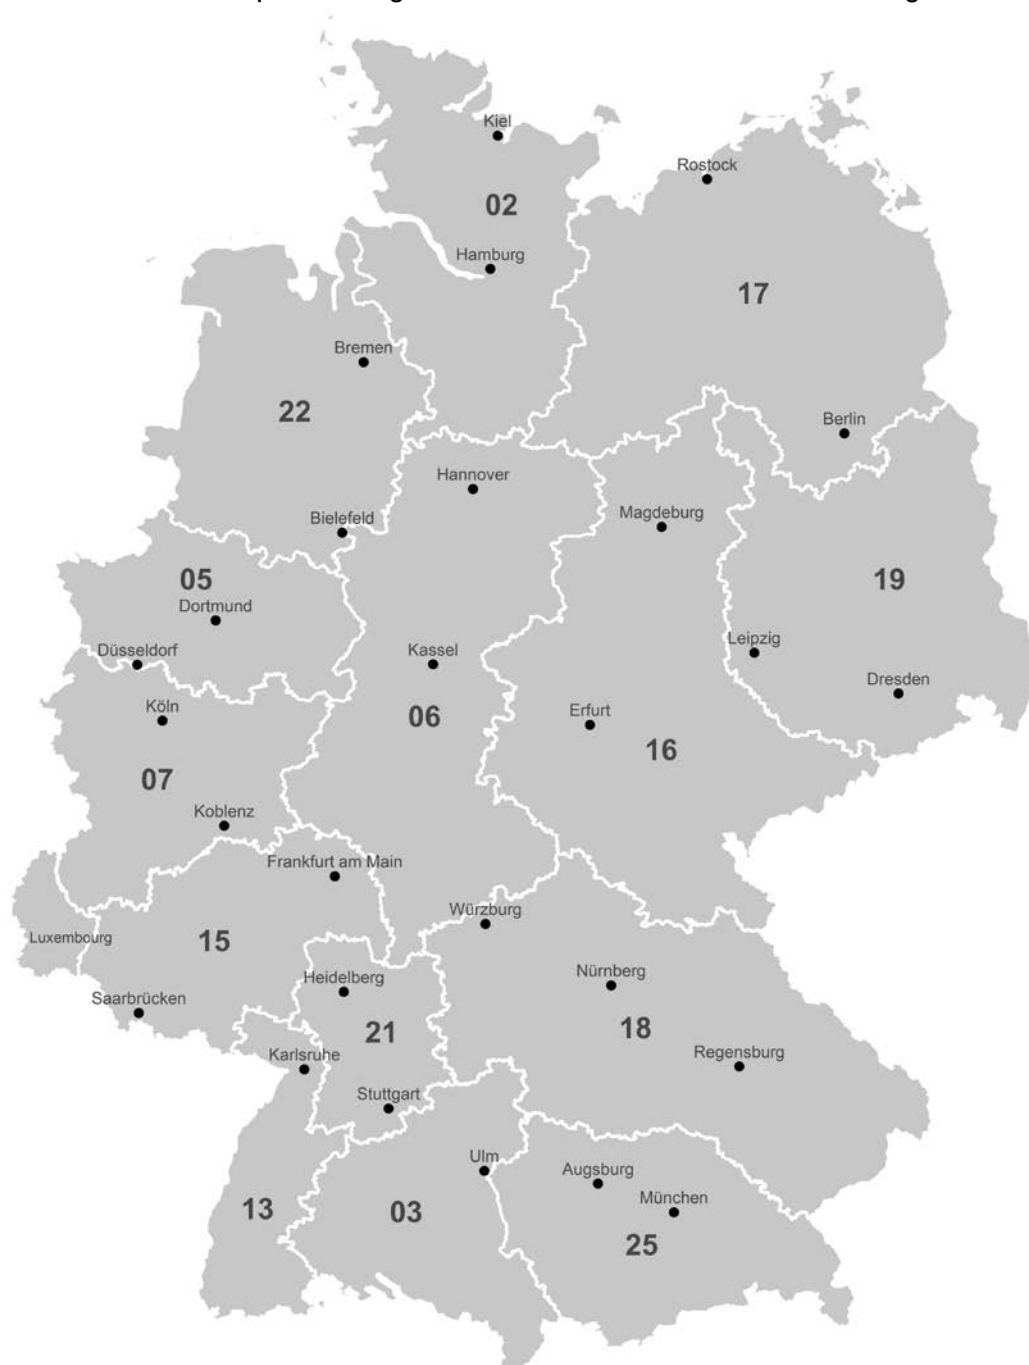 Kiel
Rostock
02
Hamburg
17
Bremen
22
Berlin
Hannover
Bielefeld
Magdeburg
05
19
Dortmund
Leipzig
Düsseldorf
Kassel
Dresden
Köln
06
Erfurt
16
07
Koblenz
Frankfurt am Main
Würzburg
Luxembourg
15
Heidelberg
Nürnberg
Saarbrücken
21
18
Karlsruhe
Regensburg
Stuttgart
Ulm
Augsburg
München
13
03
25